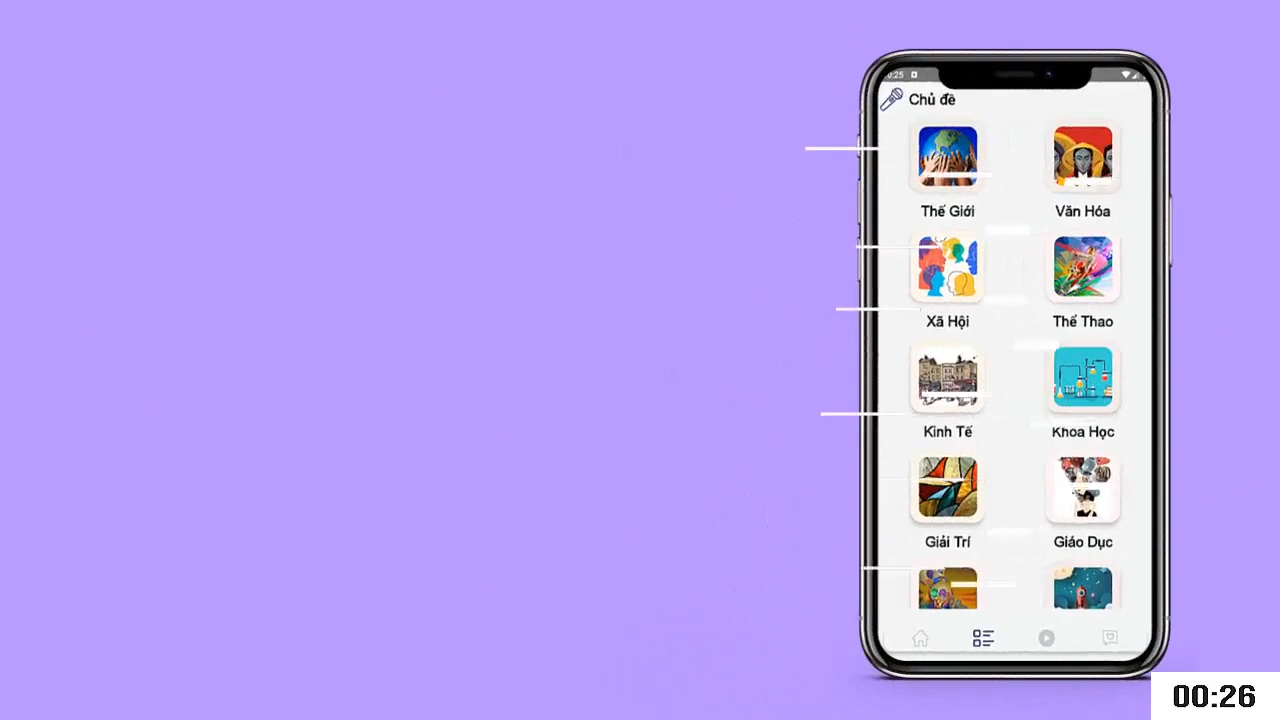 :25
Chủ đề
Thế Giới
Văn Hóa
Xã Hội
Thể Thao
Kinh Tế
Khoa Học
Giải Trí
Giáo Dục
00:26